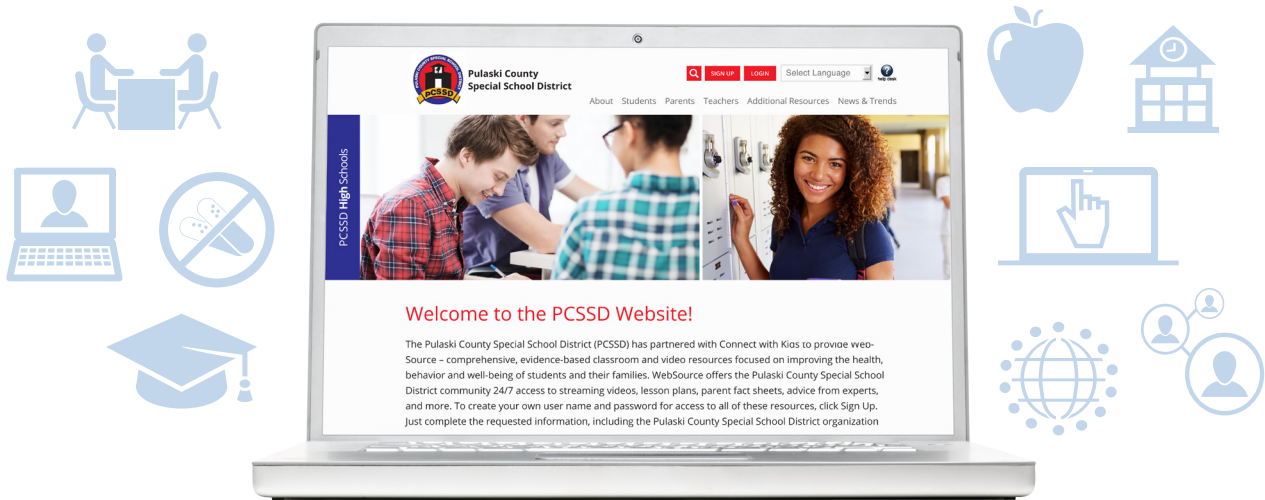 Pulaski County
Special School District
PCSSD
SIGN UP
LOGIN
Select Language
help desk
About Students Parents Teachers Additional Resources News & Trends
PCSSD High Schools
Welcome to the PCSSD Website!
The Pulaski County Special School District (PCSSD) has partnered with Connect with Kids to provide Web-
Source – comprehensive, evidence-based classroom and video resources focused on improving the health,
behavior and well-being of students and their families. WebSource offers the Pulaski County Special School
District community 24/7 access to streaming videos, lesson plans, parent fact sheets, advice from experts,
and more. To create your own user name and password for access to all of these resources, click Sign Up.
Just complete the requested information, including the Pulaski County Special School District organization